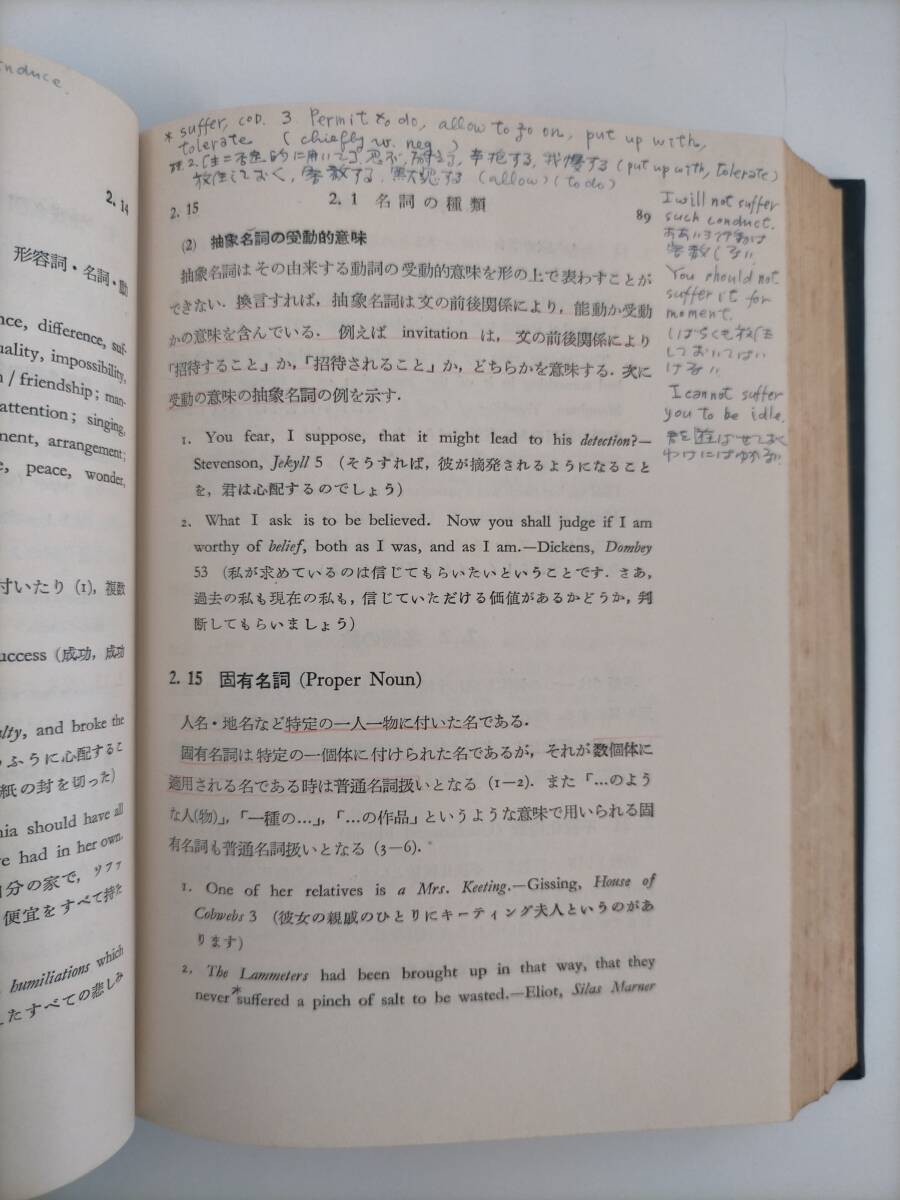 nduce.
2. 14
形容詞・名詞・動
nce, difference, suf-
uality, impossibility,
n / friendship; man-
attention; singing,
ment, arrangement;
e, peace, wonder,
付いたり (1), 複数
uccess (成功, 成功
lty, and broke the
ふうに心配するこ
紙の封を切った)
nia should have all
e had in her own.
自分の家で, ソファ
便宜をすべて持た
humiliations which
たすべての悲しみ
* suffer, COD. 3. Permit to do, allow to go on, put up with,
tolerate (chiefly w. neg)
2. [主に否定的に用いて], 忍ぶ, 耐する, 辛抱する, 我慢する (put up with, tolerate)
放任しておく, 容赦する, 黙認する (allow) (to do)
2. 15 2. 1 名詞の種類 89
(2) 抽象名詞の受動的意味
抽象名詞はその由来する動詞の受動的意味を形の上で表わすことが
できない. 換言すれば, 抽象名詞は文の前後関係により, 能動か受動
かの意味を含んでいる. 例えば invitation は, 文の前後関係により
「招待すること」か,「招待されること」か, どちらかを意味する. 次に
受動の意味の抽象名詞の例を示す.
1. You fear, I suppose, that it might lead to his detection?—
Stevenson, Jekyll 5 (そうすれば, 彼が摘発されるようになること
を, 君は心配するのでしょう)
2. What I ask is to be believed. Now you shall judge if I am
worthy of belief, both as I was, and as I am.—Dickens, Dombey
53 (私が求めているのは信じてもらいたいということです. さあ,
過去の私も現在の私も, 信じていただける価値があるかどうか, 判
断してもらいましょう)
2. 15 固有名詞 (Proper Noun)
人名・地名など特定の一人一物に付いた名である.
固有名詞は特定の一個体に付けられた名であるが, それが数個体に
適用される名である時は普通名詞扱いとなる (1—2). また「...のよう
な人(物)」,「一種の...」,「...の作品」というような意味で用いられる固
有名詞も普通名詞扱いとなる (3—6).
1. One of her relatives is a Mrs. Keeting.—Gissing, House of
Cobwebs 3 (彼女の親戚のひとりにキーティング夫人というのがあ
ります)
2. The Lammeters had been brought up in that way, that they
never *suffered a pinch of salt to be wasted.—Eliot, Silas Marner
I will not suffer
such conduct.
ああいう行動は
容赦しない.
You should not
suffer it for
moment.
しばらくも放任
しておいてはい
けない.
I cannot suffer
you to be idle.
君を遊ばせておく
わけにはゆかない.